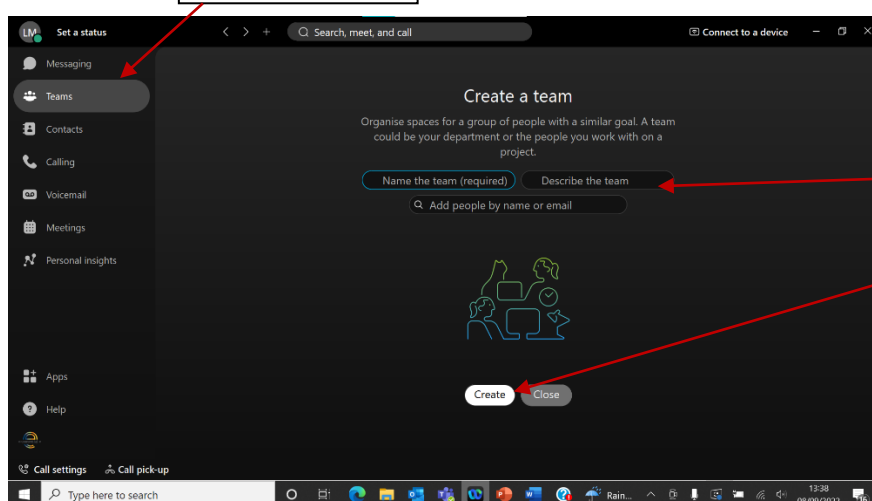 LM Set a status
Search, meet, and call
Connect to a device
Messaging
Teams
Contacts
Calling
Voicemail
Meetings
Personal insights
Apps
Help
Create a team
Organise spaces for a group of people with a similar goal. A team
could be your department or the people you work with on a
project.
Name the team (required) Describe the team
Add people by name or email
Create Close
Call settings Call pick-up
Type here to search
Rain...
13:38